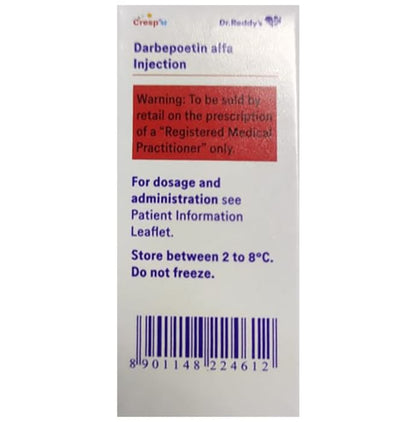 Cresp® Dr.Reddy's
Darbepoetin alfa
Injection
Warning: To be sold by
retail on the prescription
of a "Registered Medical
Practitioner" only.
For dosage and
administration see
Patient Information
Leaflet.
Store between 2 to 8°C.
Do not freeze.
8 901148 224612